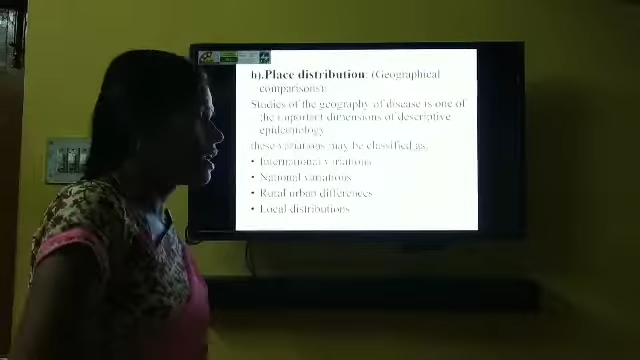 b).Place distribution: (Geographical
comparisons):
Studies of the geography of disease is one of
the important dimensions of descriptive
epidemiology
these variations may be classified as,
• International variations
• National variations
• Rural urban differences
• Local distributions